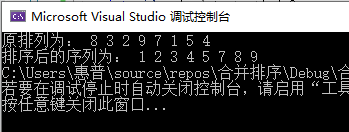 Microsoft Visual Studio 调试控制台
原排列为： 8 3 2 9 7 1 5 4
排序后的序列为： 1 2 3 4 5 7 8 9
C:\Users\惠普\source\repos\合并排序\Debug\合
若要在调试停止时自动关闭控制台，请启用“工具
按任意键关闭此窗口...